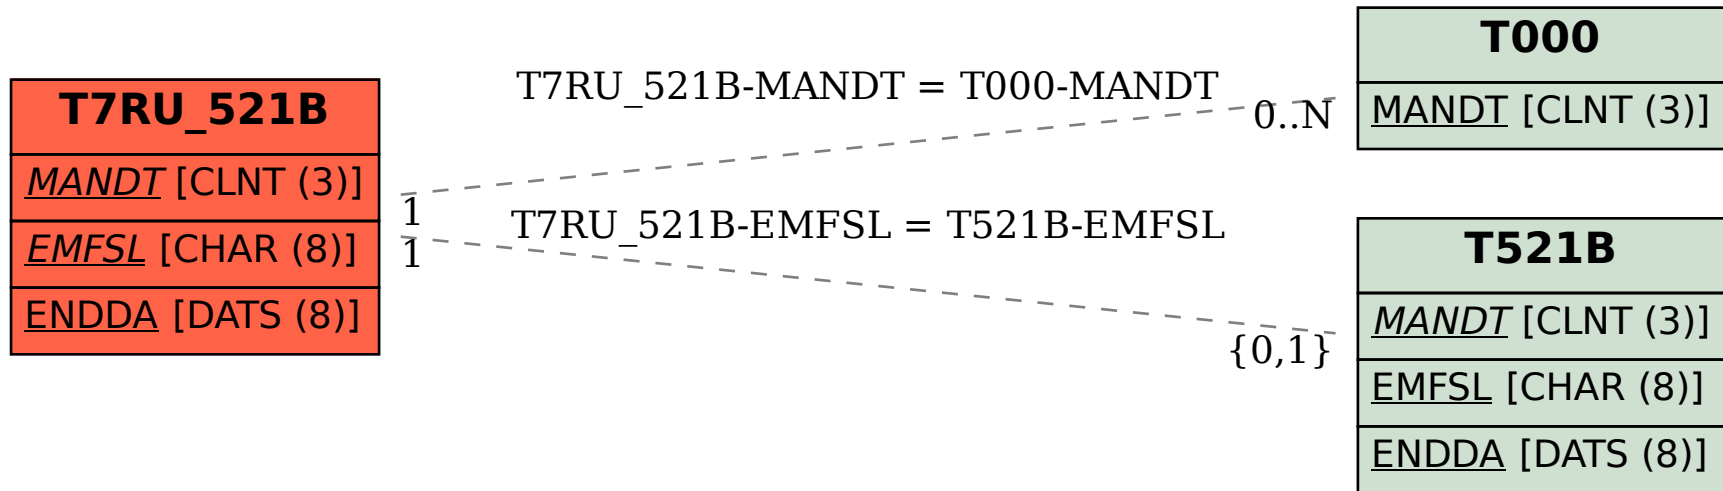 T7RU_521B
MANDT [CLNT (3)]
EMFSL [CHAR (8)]
ENDDA [DATS (8)]
T7RU_521B-MANDT = T000-MANDT
0..N
1
T7RU_521B-EMFSL = T521B-EMFSL
1
{0,1}
T000
MANDT [CLNT (3)]
T521B
MANDT [CLNT (3)]
EMFSL [CHAR (8)]
ENDDA [DATS (8)]